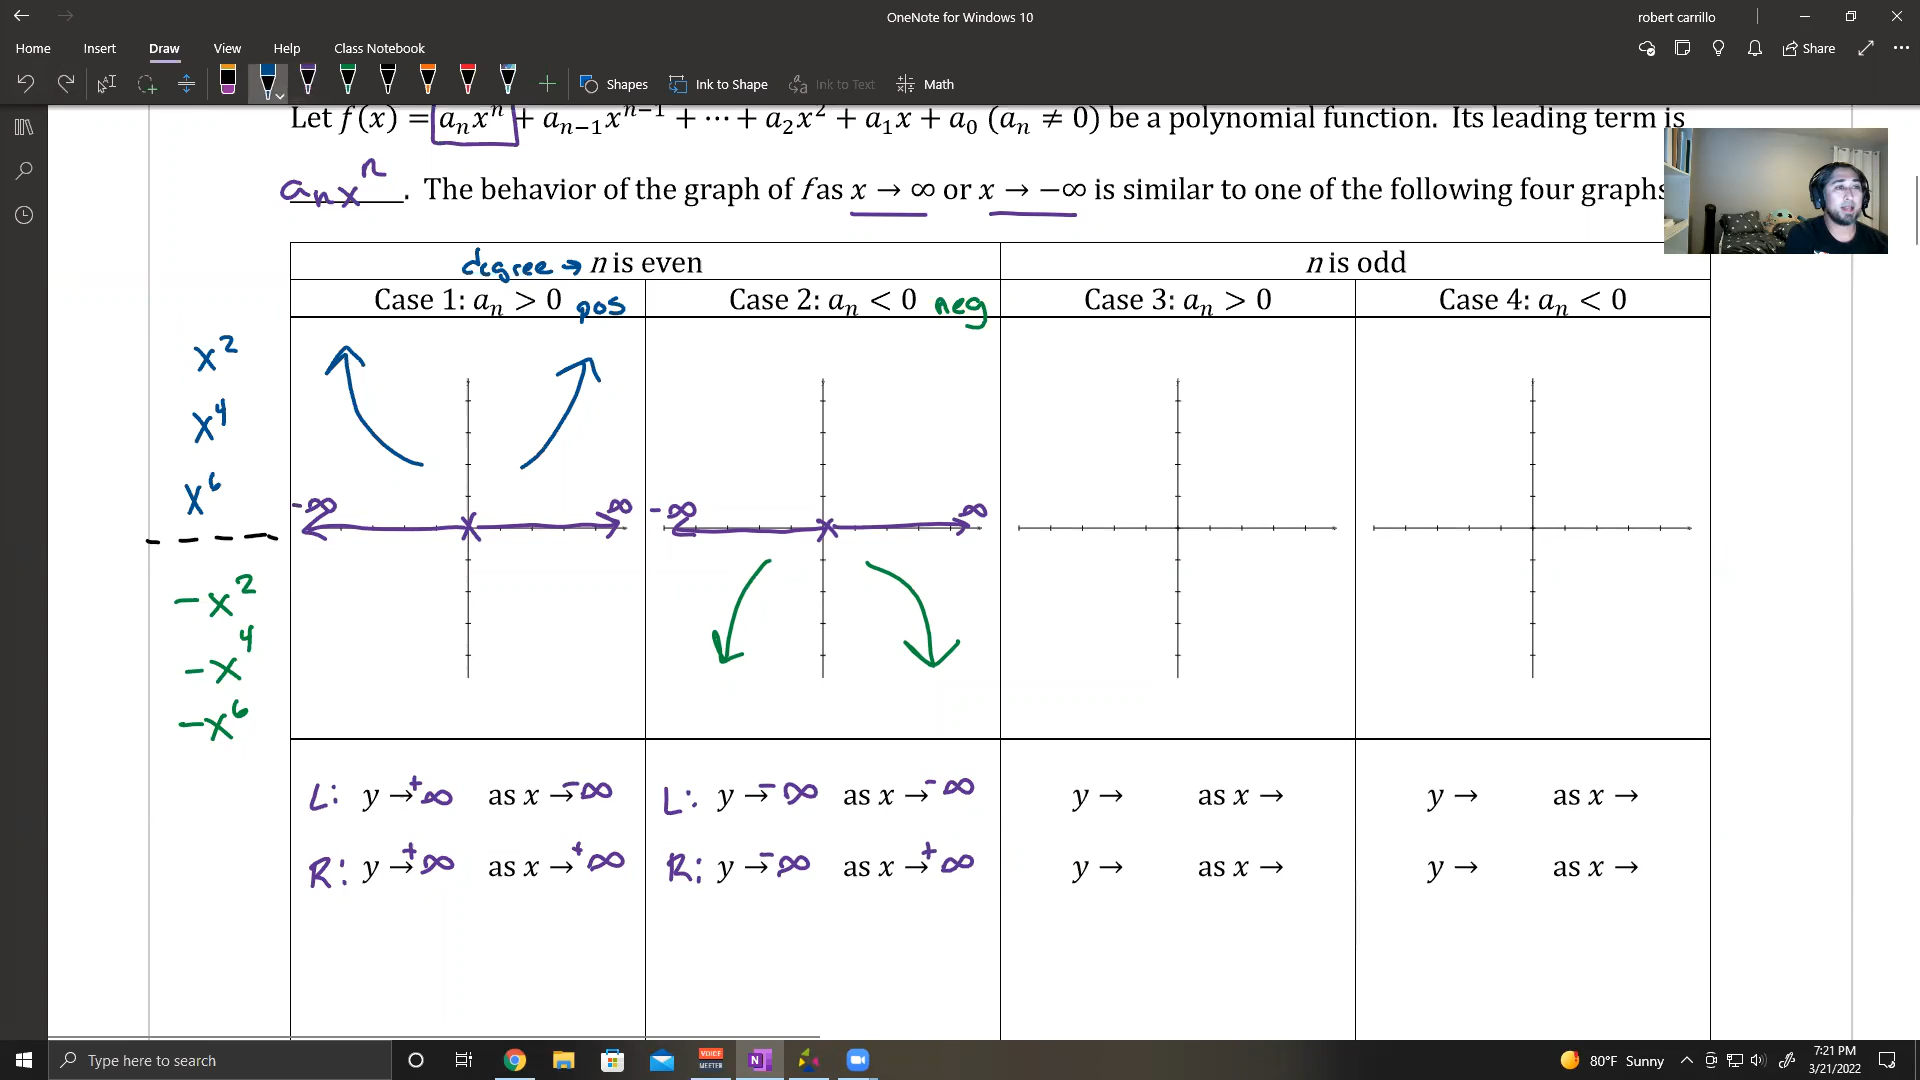 OneNote for Windows 10
robert carrillo
Home Insert Draw View Help Class Notebook
Share
Shapes Ink to Shape Ink to Text Math
Let f(x) = aₙxⁿ + aₙ₋₁xⁿ⁻¹ + ⋯ + a₂x² + a₁x + a₀ (aₙ ≠ 0) be a polynomial function. Its leading term is
aₙxⁿ. The behavior of the graph of f as x → ∞ or x → −∞ is similar to one of the following four graphs
degree → n is even
n is odd
Case 1: aₙ > 0 pos
Case 2: aₙ < 0 neg
Case 3: aₙ > 0
Case 4: aₙ < 0
x²
x⁴
x⁶
-x²
-x⁴
-x⁶
-∞ ∞
-∞ ∞
L: y → +∞ as x → -∞
R: y → +∞ as x → +∞
L: y → -∞ as x → -∞
R: y → -∞ as x → +∞
y → as x →
y → as x →
y → as x →
y → as x →
Type here to search
VOICE
MEETER
80°F Sunny
7:21 PM
3/21/2022